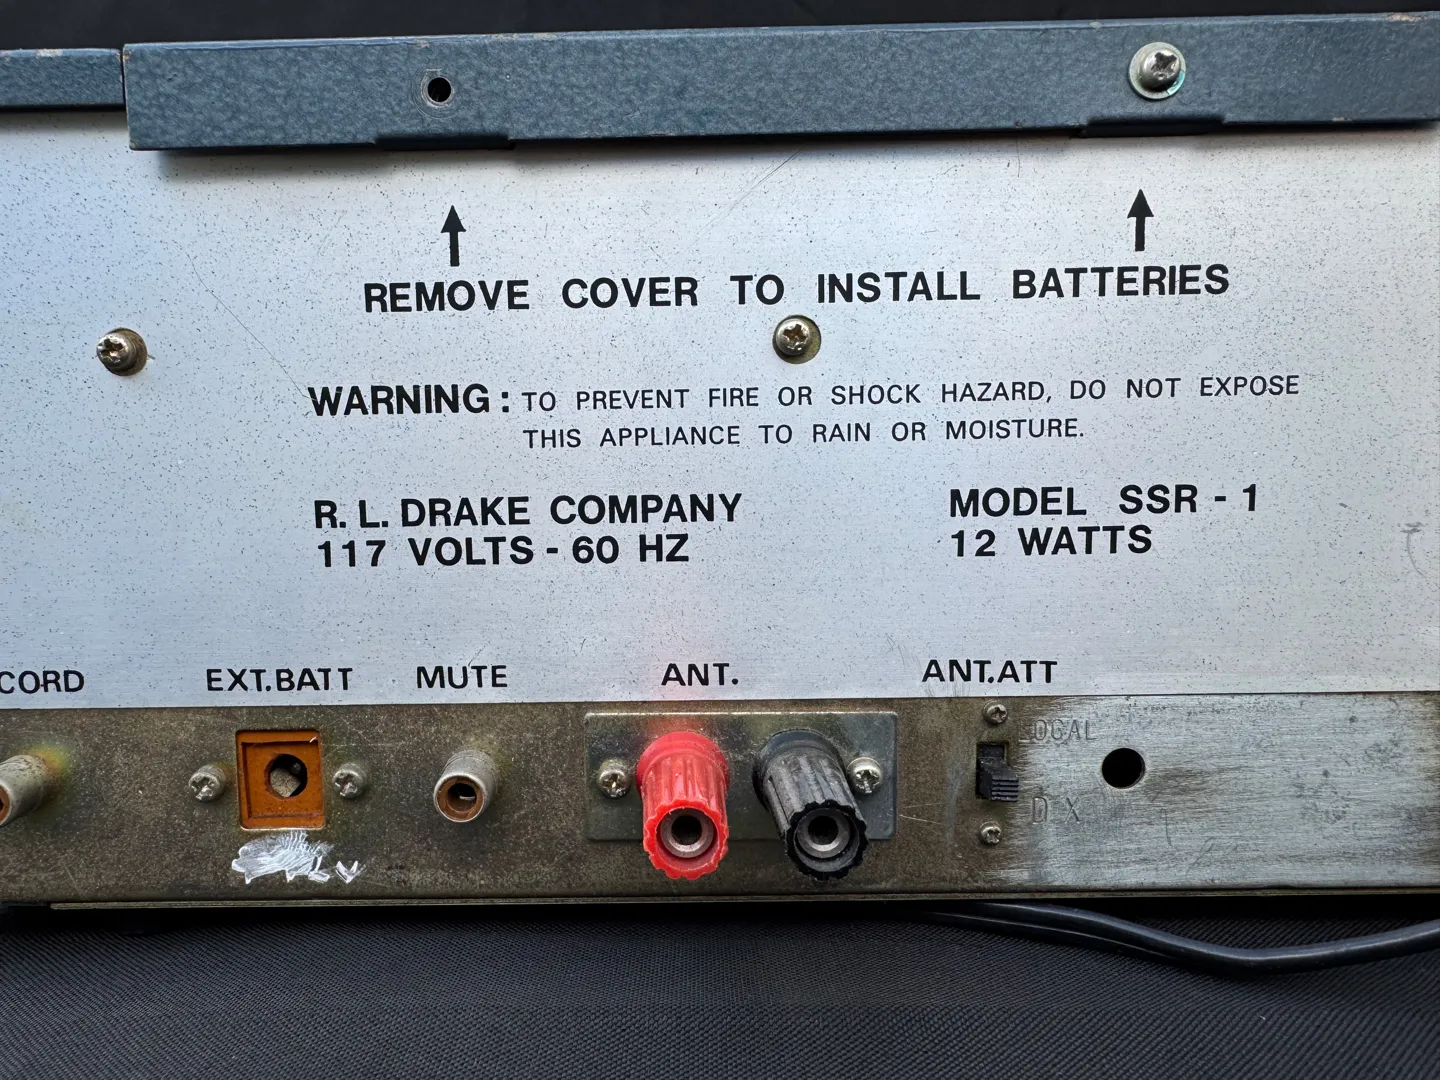 REMOVE COVER TO INSTALL BATTERIES
WARNING: TO PREVENT FIRE OR SHOCK HAZARD, DO NOT EXPOSE
THIS APPLIANCE TO RAIN OR MOISTURE.
R. L. DRAKE COMPANY
117 VOLTS - 60 HZ
MODEL SSR - 1
12 WATTS
CORD
EXT.BATT
MUTE
ANT.
ANT.ATT
LOCAL
DX